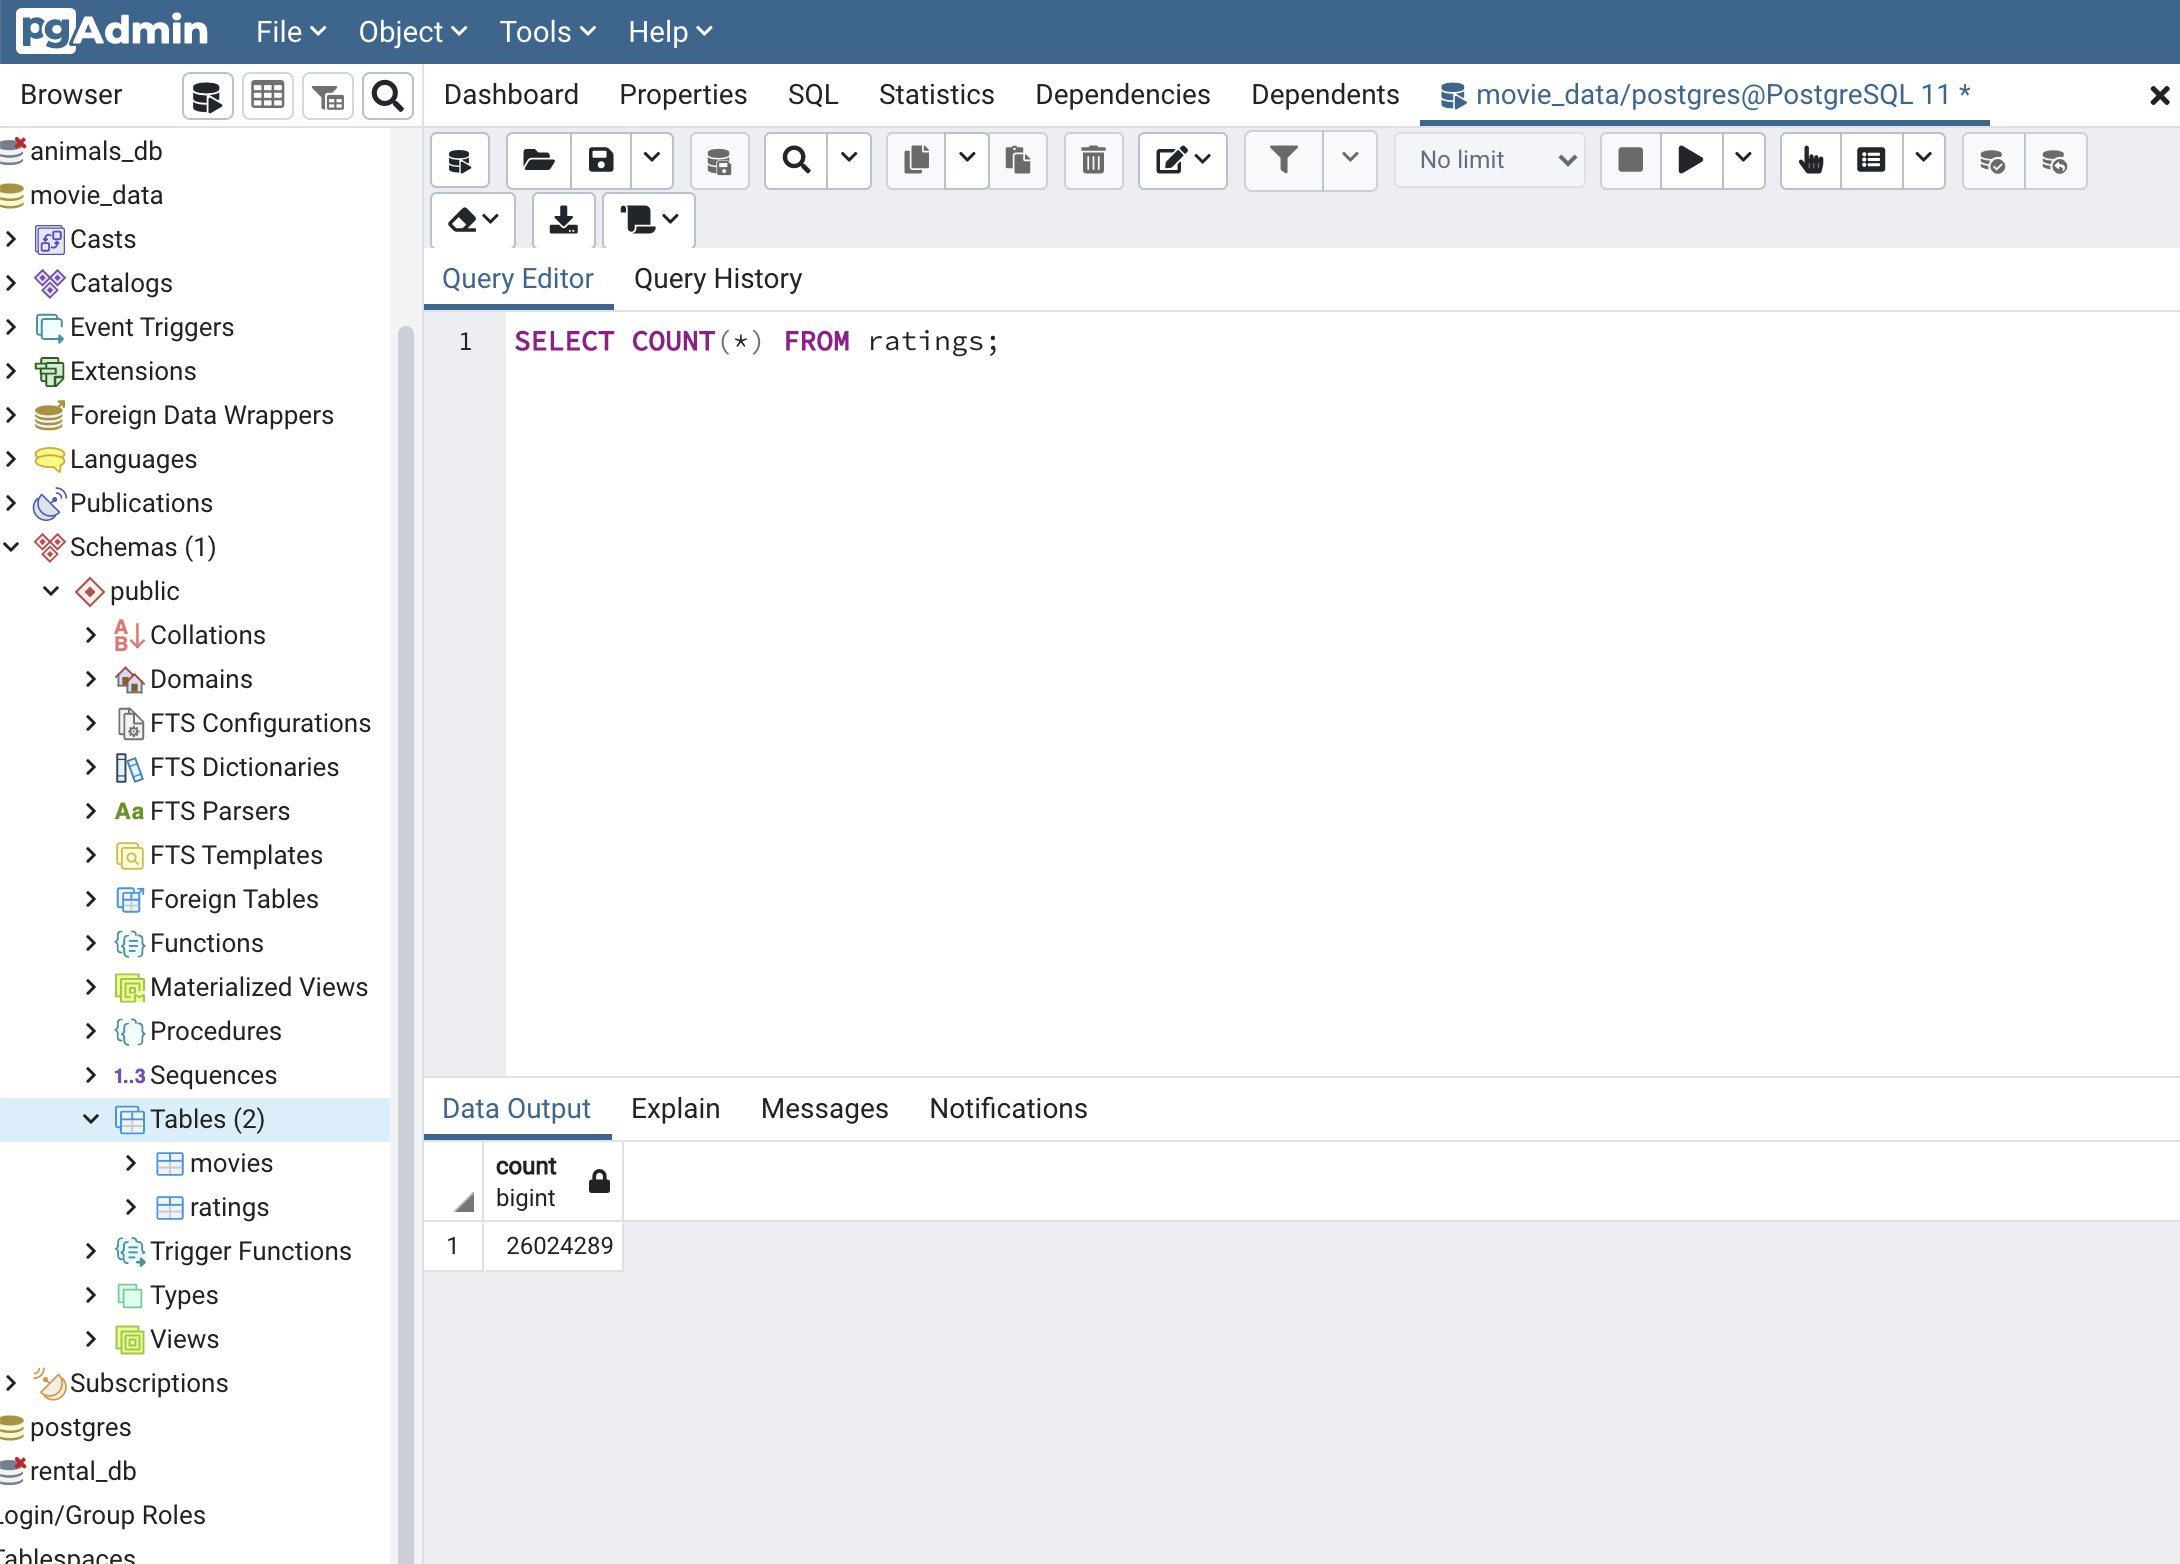 pgAdmin File Object Tools Help
Browser
Dashboard Properties SQL Statistics Dependencies Dependents movie_data/postgres@PostgreSQL 11 *
No limit
animals_db
movie_data
Casts
Catalogs
Event Triggers
Extensions
Foreign Data Wrappers
Languages
Publications
Schemas (1)
public
Collations
Domains
FTS Configurations
FTS Dictionaries
Aa FTS Parsers
FTS Templates
Foreign Tables
Functions
Materialized Views
Procedures
1..3 Sequences
Tables (2)
movies
ratings
Trigger Functions
Types
Views
Subscriptions
postgres
rental_db
Login/Group Roles
Tablespaces
Query Editor Query History
1 SELECT COUNT(*) FROM ratings;
Data Output Explain Messages Notifications
count
bigint
1 26024289